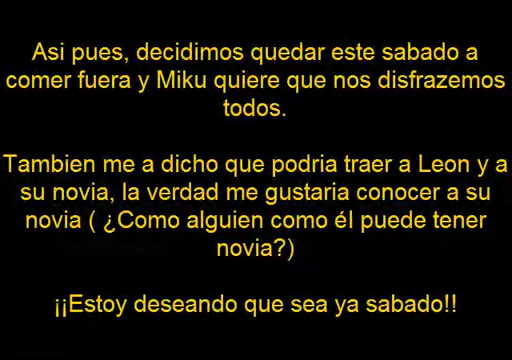 Asi pues, decidimos quedar este sabado a
comer fuera y Miku quiere que nos disfrazemos
todos.
Tambien me a dicho que podria traer a Leon y a
su novia, la verdad me gustaria conocer a su
novia ( ¿Como alguien como él puede tener
novia?)
¡¡Estoy deseando que sea ya sabado!!